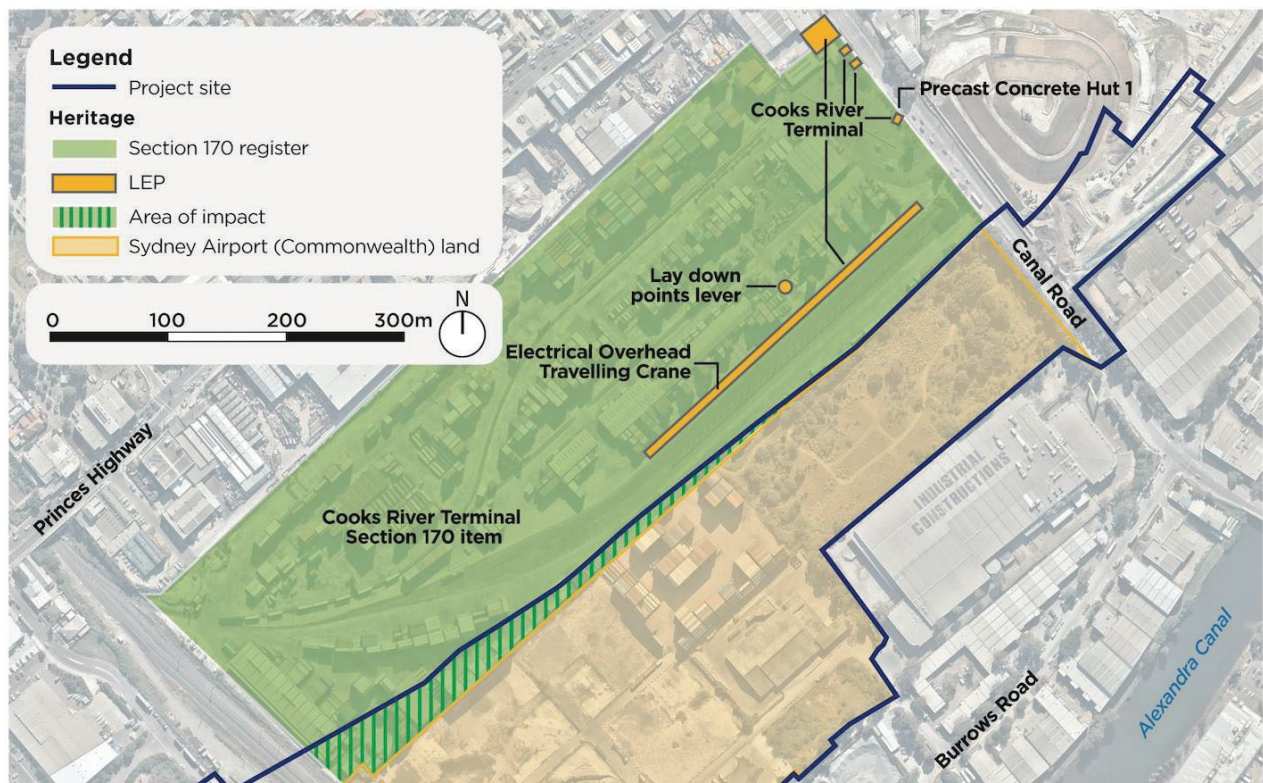 Legend
Project site
Heritage
Section 170 register
LEP
Area of impact
Sydney Airport (Commonwealth) land
0 100 200 300m
N
Precast Concrete Hut 1
Cooks River
Terminal
Lay down
points lever
Canal Road
Electrical Overhead
Travelling Crane
Princes Highway
Cooks River Terminal
Section 170 item
INDUSTRIAL
CONSTRUCTIONS
Burrows Road
Alexandra Canal